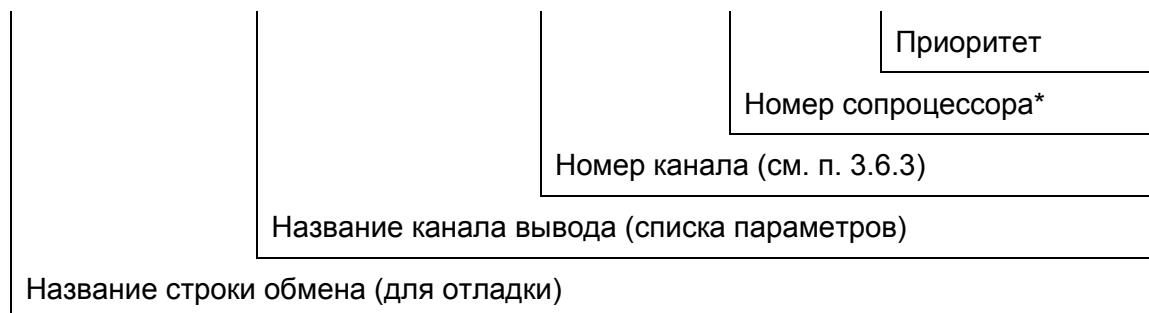 Приоритет
Номер сопроцессора*
Номер канала (см. п. 3.6.3)
Название канала вывода (списка параметров)
Название строки обмена (для отладки)